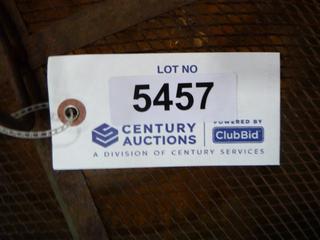 LOT NO
5457
CENTURY AUCTIONS
POWERED BY
ClubBid
A DIVISION OF CENTURY SERVICES